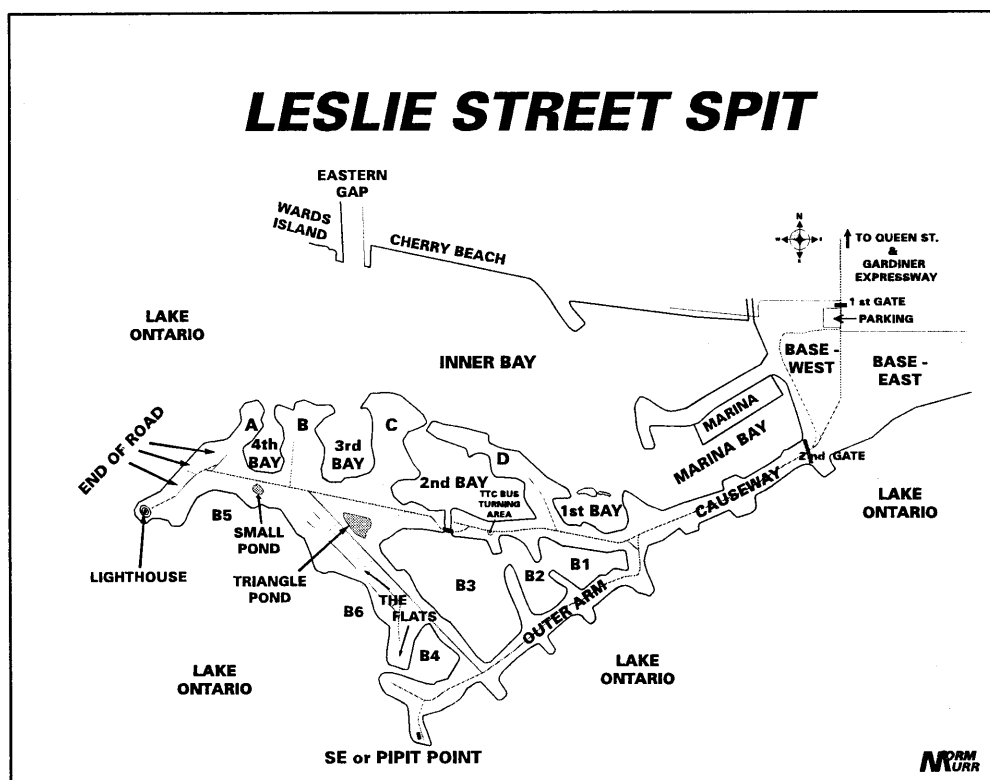 LESLIE STREET SPIT
EASTERN
GAP
WARDS
ISLAND
CHERRY BEACH
N
W
E
S
TO QUEEN ST.
&
GARDINER
EXPRESSWAY
1 st GATE
PARKING
LAKE
ONTARIO
INNER BAY
BASE -
WEST
BASE -
EAST
MARINA
MARINA BAY
2nd GATE
CAUSEWAY
LAKE
ONTARIO
END OF ROAD
A
B
C
D
4th
BAY
3rd
BAY
2nd BAY
TTC BUS
TURNING
AREA
1st BAY
B5
SMALL
POND
LIGHTHOUSE
TRIANGLE
POND
B3
B2
B1
THE
FLATS
B6
B4
OUTER ARM
LAKE
ONTARIO
LAKE
ONTARIO
SE or PIPIT POINT
NORM
MURR